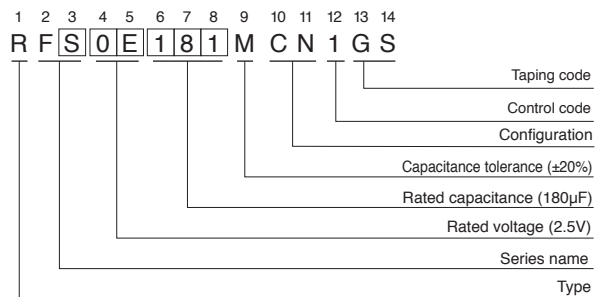 1 2 3 4 5 6 7 8 9 10 11 12 13 14
R F S 0 E 1 8 1 M C N 1 G S
Taping code
Control code
Configuration
Capacitance tolerance (±20%)
Rated capacitance (180µF)
Rated voltage (2.5V)
Series name
Type